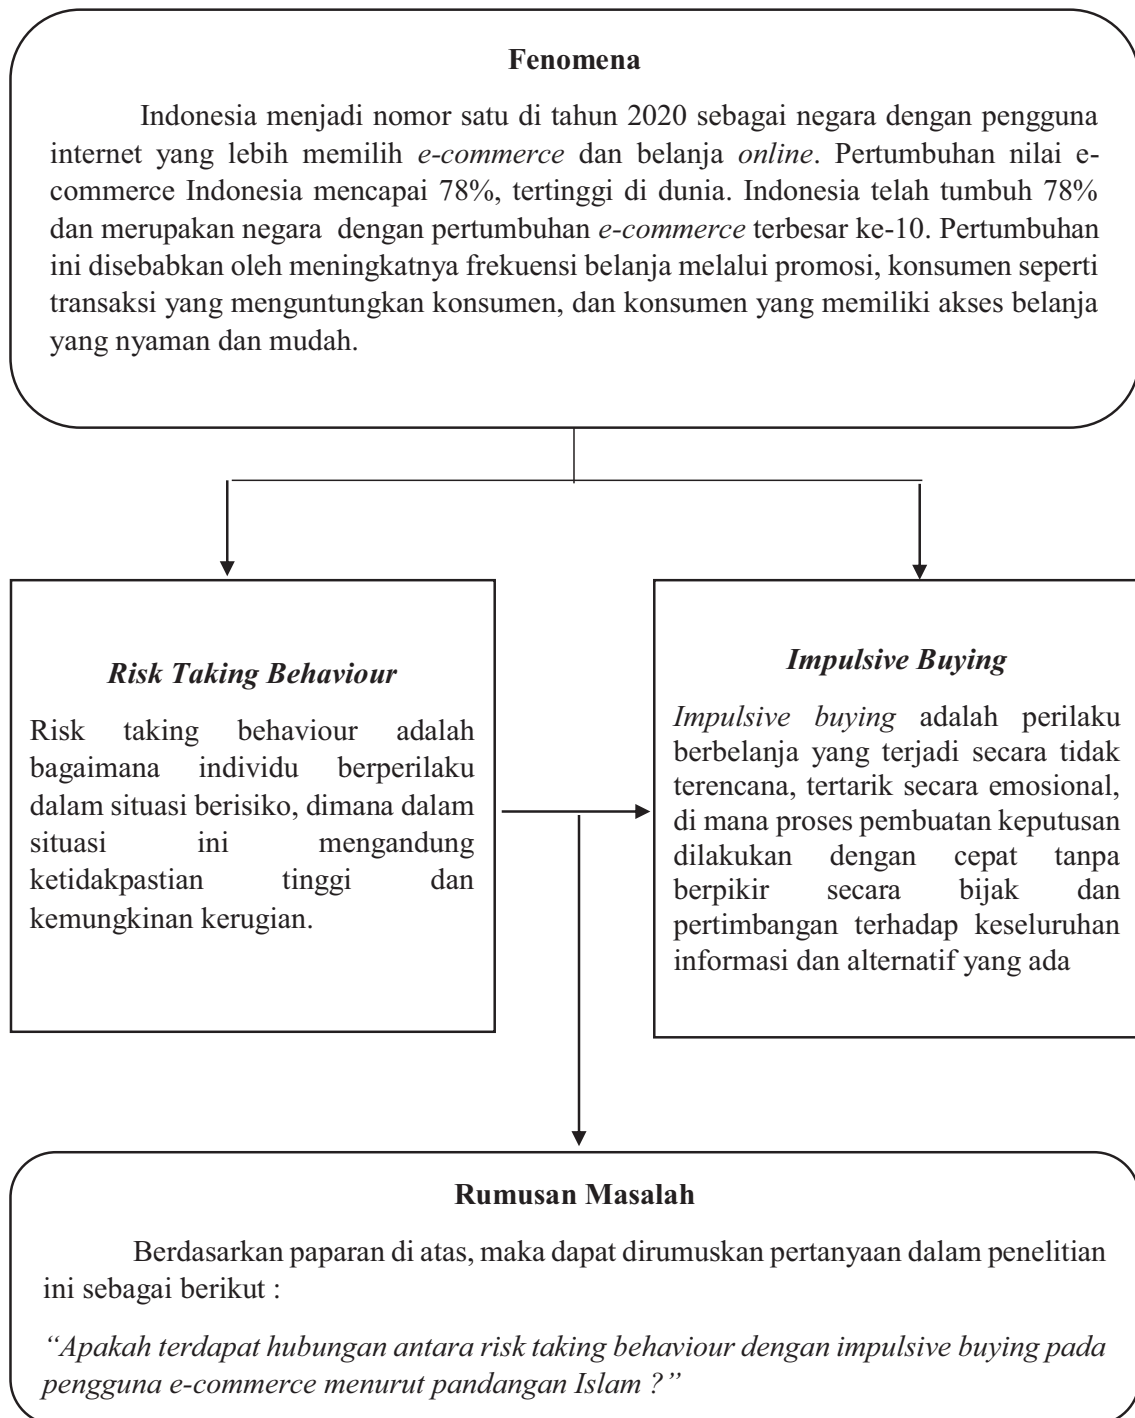 Fenomena
Indonesia menjadi nomor satu di tahun 2020 sebagai negara dengan pengguna
internet yang lebih memilih e-commerce dan belanja online. Pertumbuhan nilai e-
commerce Indonesia mencapai 78%, tertinggi di dunia. Indonesia telah tumbuh 78%
dan merupakan negara dengan pertumbuhan e-commerce terbesar ke-10. Pertumbuhan
ini disebabkan oleh meningkatnya frekuensi belanja melalui promosi, konsumen seperti
transaksi yang menguntungkan konsumen, dan konsumen yang memiliki akses belanja
yang nyaman dan mudah.
Risk Taking Behaviour
Risk taking behaviour adalah
bagaimana individu berperilaku
dalam situasi berisiko, dimana dalam
situasi ini mengandung
ketidakpastian tinggi dan
kemungkinan kerugian.
Impulsive Buying
Impulsive buying adalah perilaku
berbelanja yang terjadi secara tidak
terencana, tertarik secara emosional,
di mana proses pembuatan keputusan
dilakukan dengan cepat tanpa
berpikir secara bijak dan
pertimbangan terhadap keseluruhan
informasi dan alternatif yang ada
Rumusan Masalah
Berdasarkan paparan di atas, maka dapat dirumuskan pertanyaan dalam penelitian
ini sebagai berikut :
“Apakah terdapat hubungan antara risk taking behaviour dengan impulsive buying pada
pengguna e-commerce menurut pandangan Islam ?”